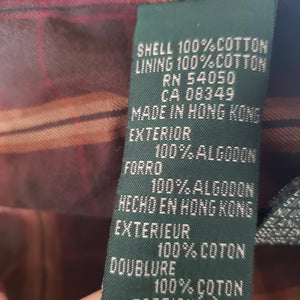 SHELL 100% COTTON
LINING 100% COTTON
RN 54050
CA 08349
MADE IN HONG KONG
EXTERIOR
100% ALGODON
FORRO
100% ALGODON
HECHO EN HONG KONG
EXTERIEUR
100% COTON
DOUBLURE
100% COTON